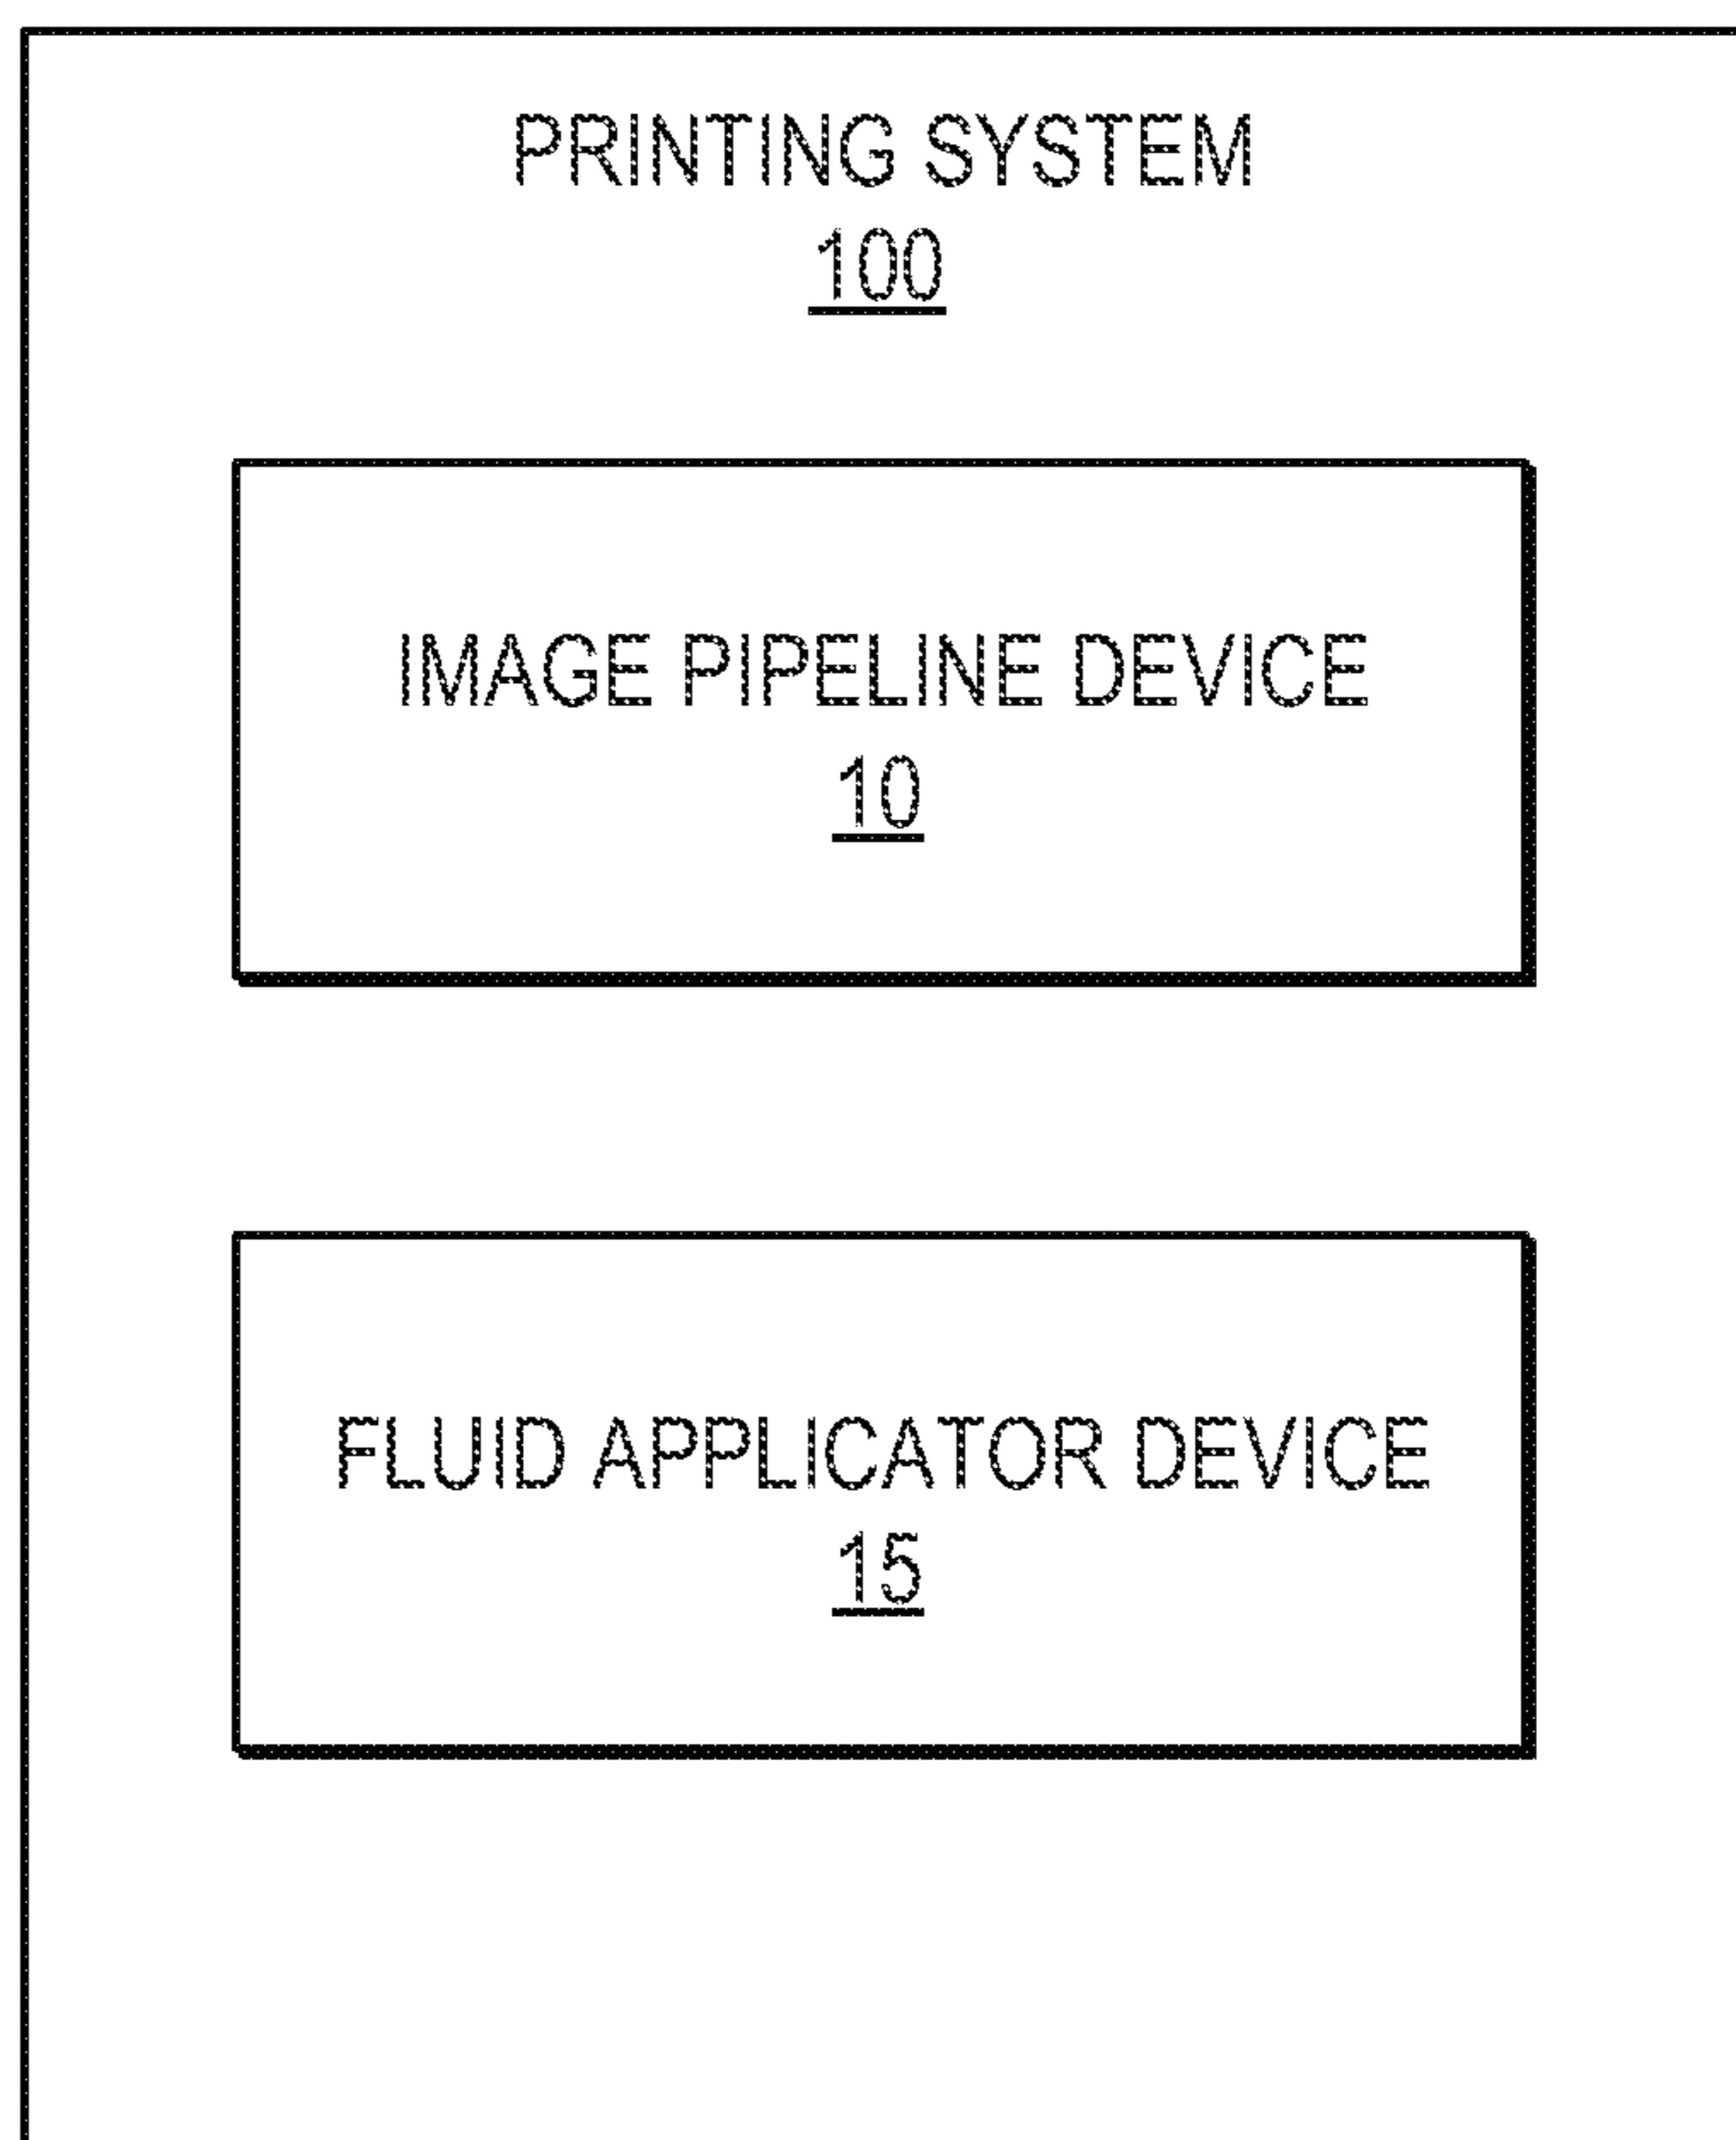 PRINTING SYSTEM
100
IMAGE PIPELINE DEVICE
10
FLUID APPLICATOR DEVICE
15